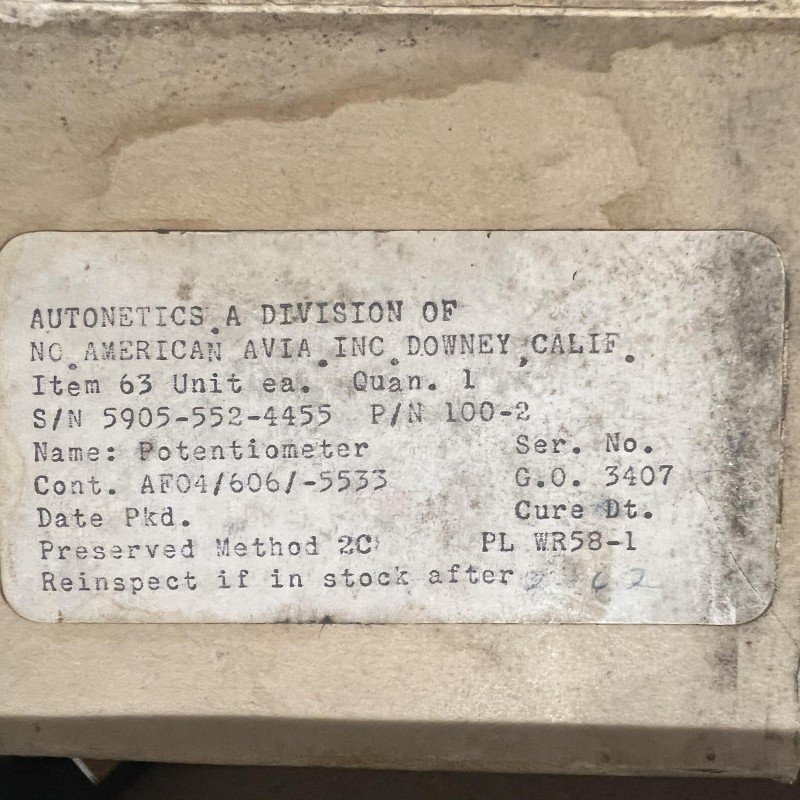 AUTONETICS.A DIVISION OF
NO.AMERICAN AVIA.INC.DOWNEY,CALIF.
Item 63 Unit ea. Quan. 1
S/N 5905-552-4455 P/N 100-2
Name: Potentiometer Ser. No.
Cont. AF04/606/-5533 G.O. 3407
Date Pkd. Cure Dt.
Preserved Method 2C PL WR58-1
Reinspect if in stock after 62